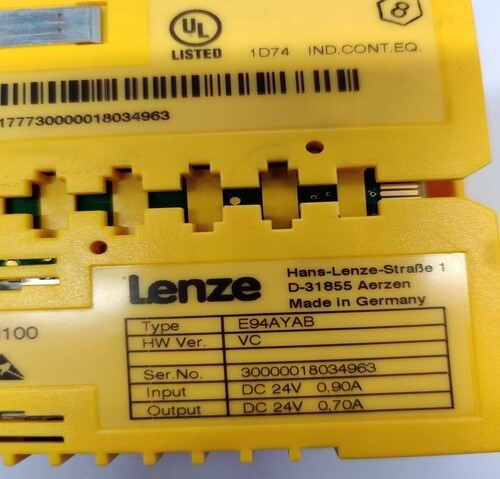 UL
LISTED 1D74 IND.CONT.EQ.
8
1777300000018034963
Lenze
Hans-Lenze-Straße 1
D-31855 Aerzen
Made in Germany
100
Type E94AYAB
HW Ver. VC
Ser.No. 30000018034963
Input DC 24V 0,90A
Output DC 24V 0,70A